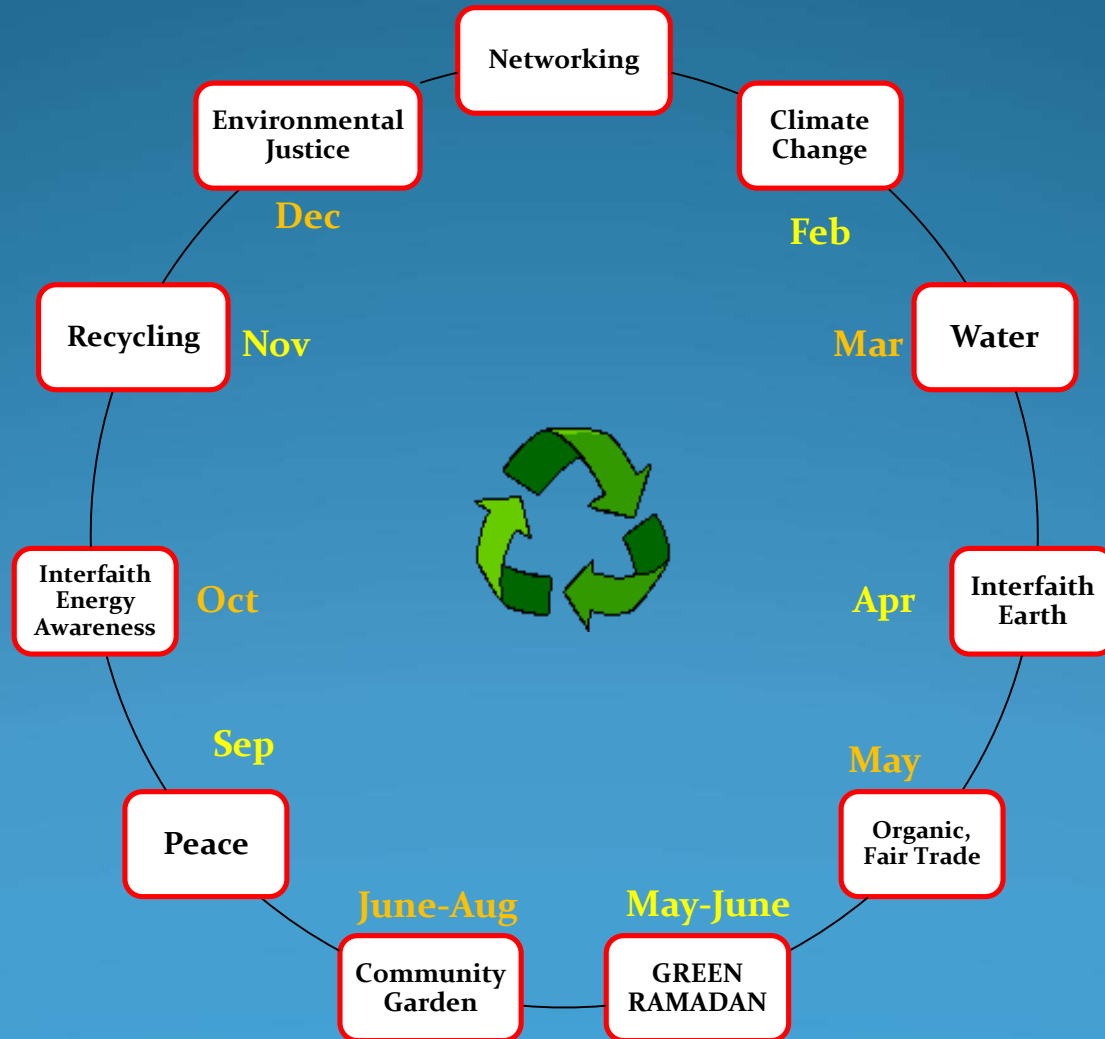 Networking
Climate
Change
Feb
Water
Mar
Interfaith
Earth
Apr
May
Organic,
Fair Trade
May-June
GREEN
RAMADAN
June-Aug
Community
Garden
Sep
Peace
Interfaith
Energy
Awareness
Oct
Recycling
Nov
Environmental
Justice
Dec